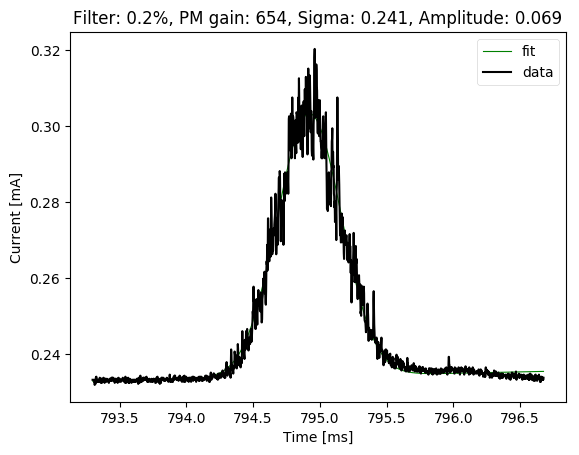 Filter: 0.2%, PM gain: 654, Sigma: 0.241, Amplitude: 0.069
fit
data
0.32
0.30
0.28
0.26
0.24
Current [mA]
793.5 794.0 794.5 795.0 795.5 796.0 796.5
Time [ms]